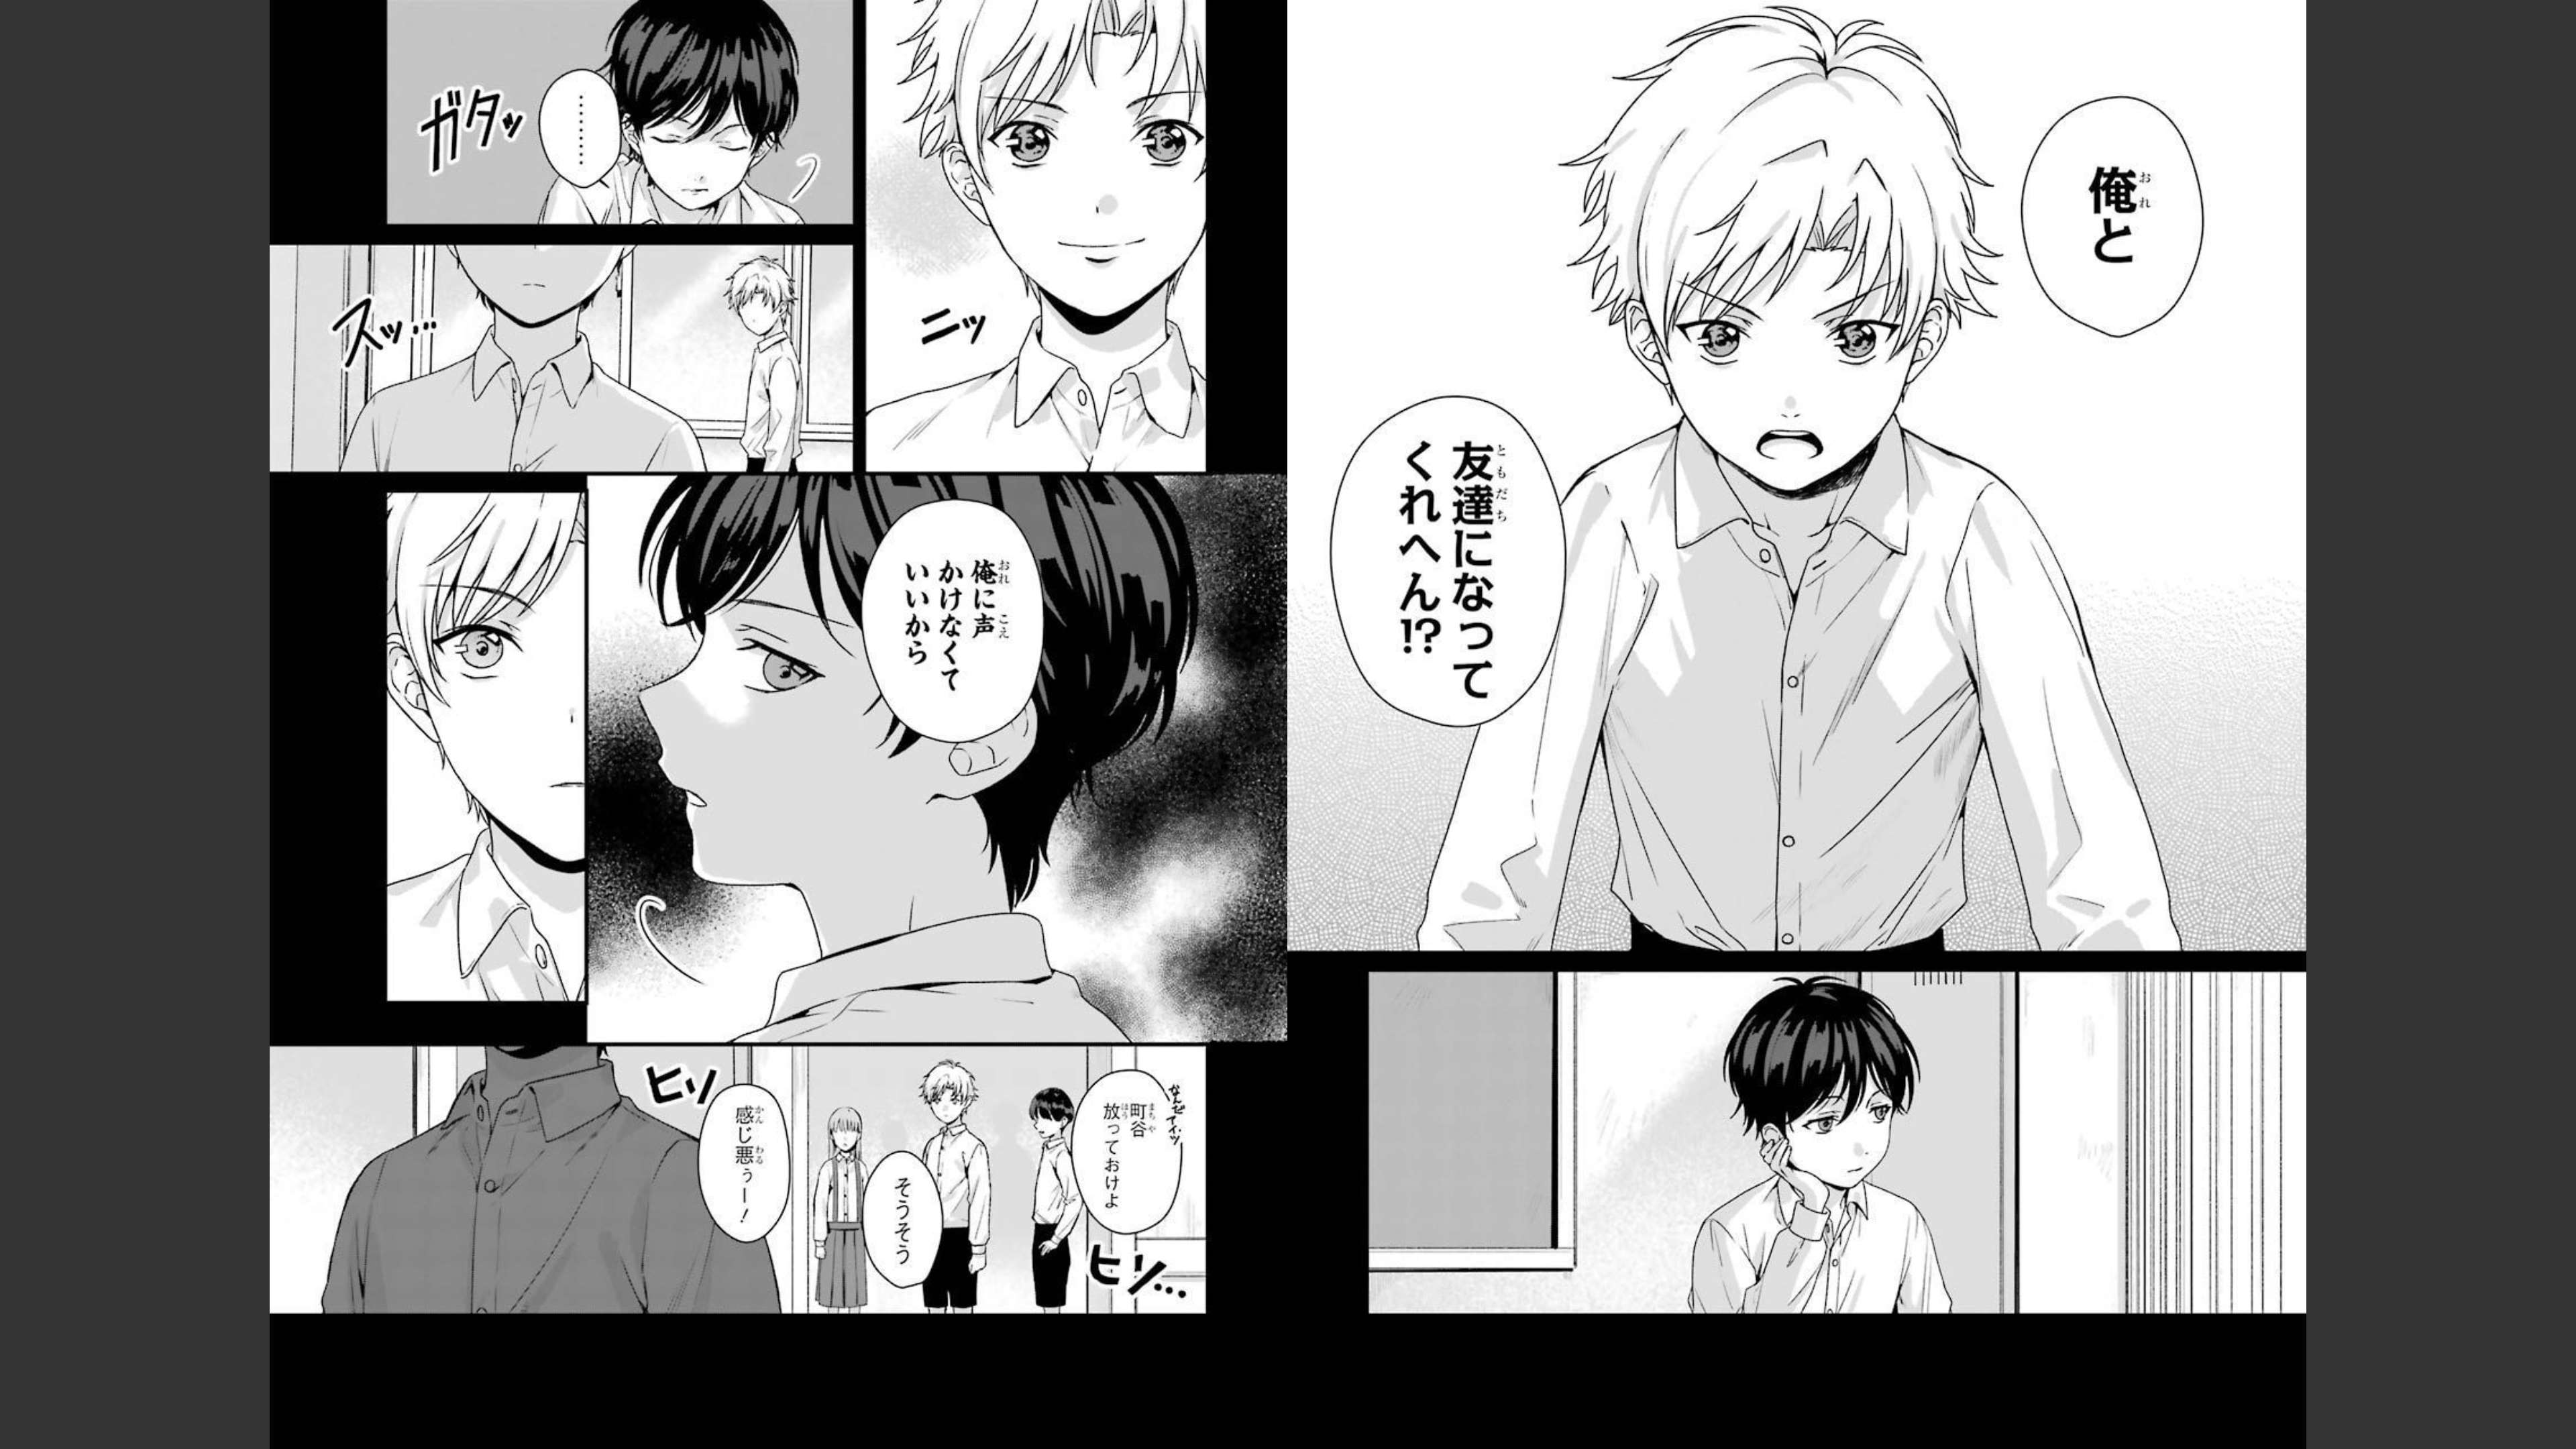 俺と
友達になって
くれへん!?
ニッ
………
ガタッ
スッ…
俺に声
かけなくて
いいから
なんだアイツ
町谷
放っておけよ
ヒソ…
そうそう
感じ悪ぅー!
ヒソ